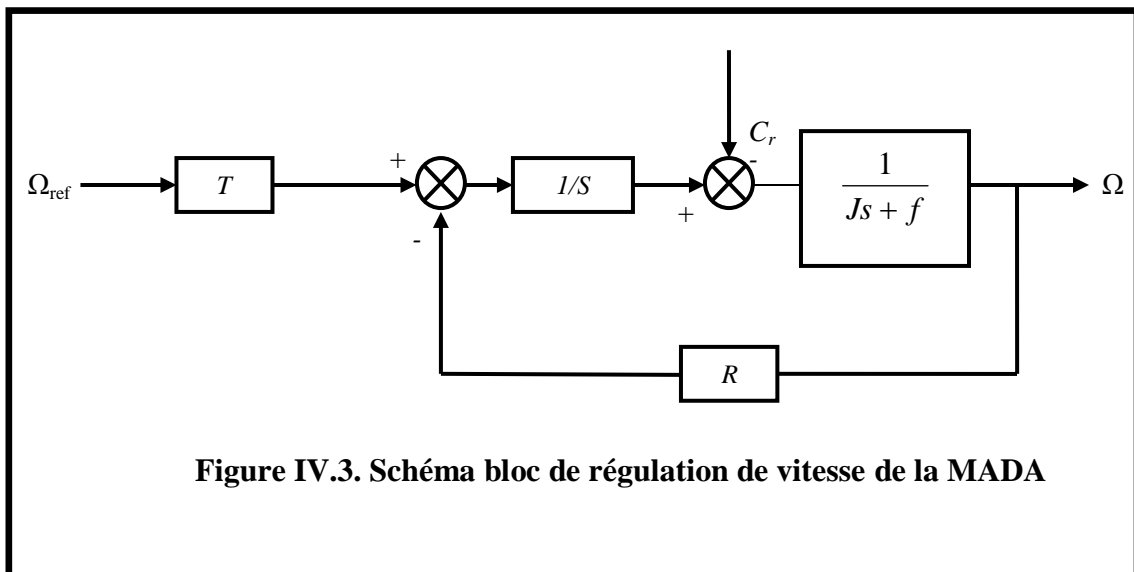 C_r
-
Ω_ref
T
+
1/S
+
1
Js + f
Ω
-
R
Figure IV.3. Schéma bloc de régulation de vitesse de la MADA